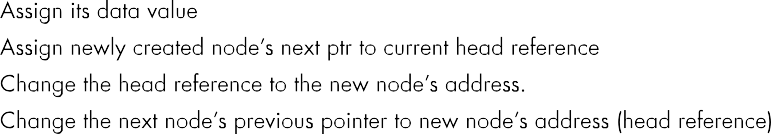 Assign its data value
Assign newly created node's next ptr to current head reference
Change the head reference to the new node's address.
Change the next node's previous pointer to new node's address (head reference)